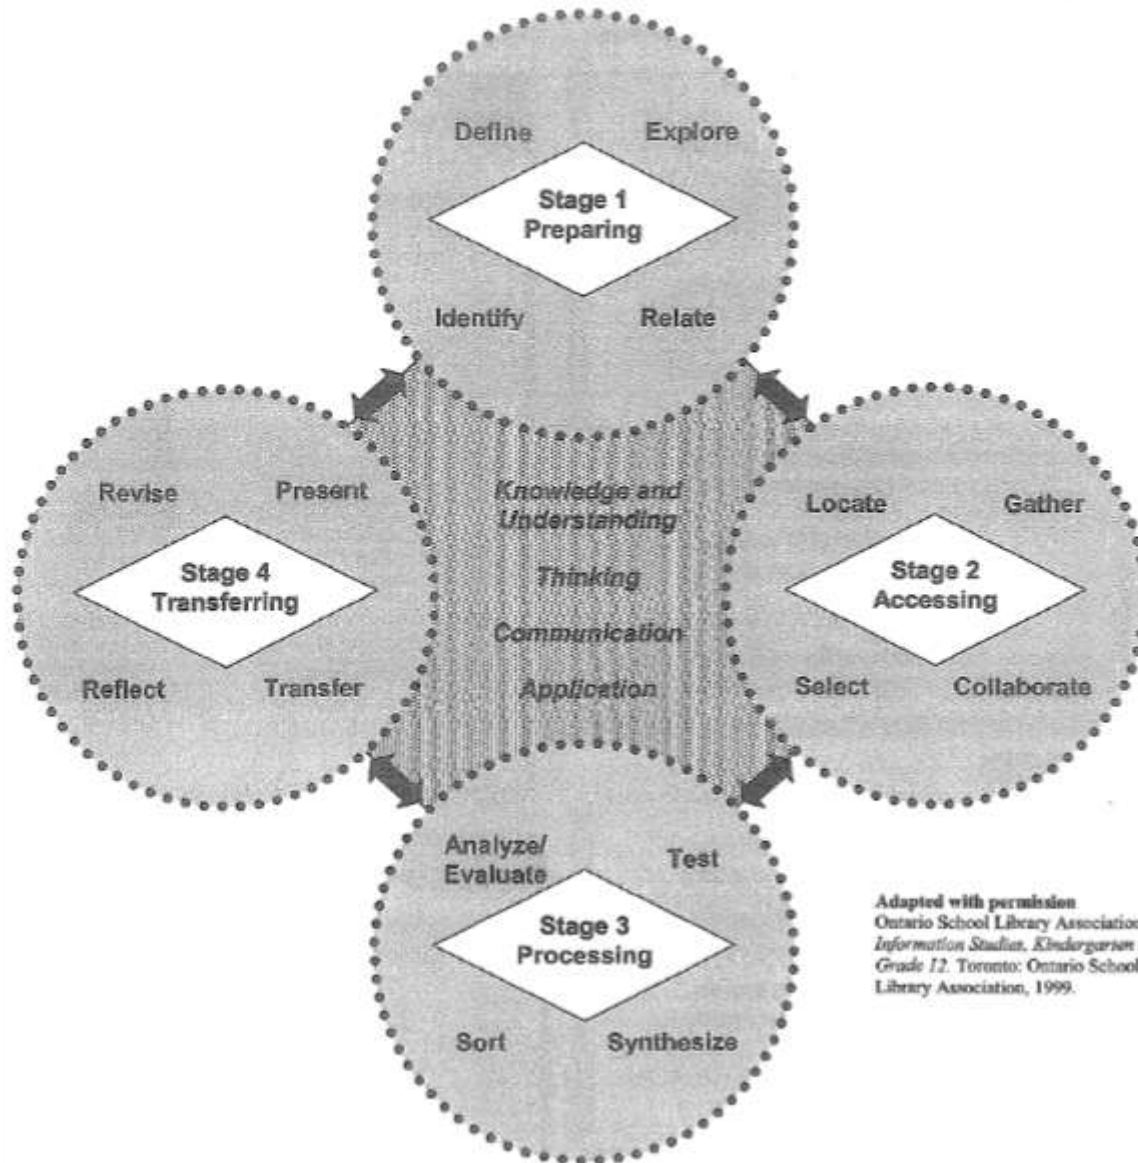 Define Explore
Stage 1
Preparing
Identify Relate
Revise Present
Stage 4
Transferring
Reflect Transfer
Knowledge and
Understanding
Thinking
Communication
Application
Locate Gather
Stage 2
Accessing
Select Collaborate
Analyze/
Evaluate
Test
Stage 3
Processing
Sort Synthesize
Adapted with permission
Ontario School Library Association
Information Studies, Kindergarten
Grade 12. Toronto: Ontario School
Library Association, 1999.